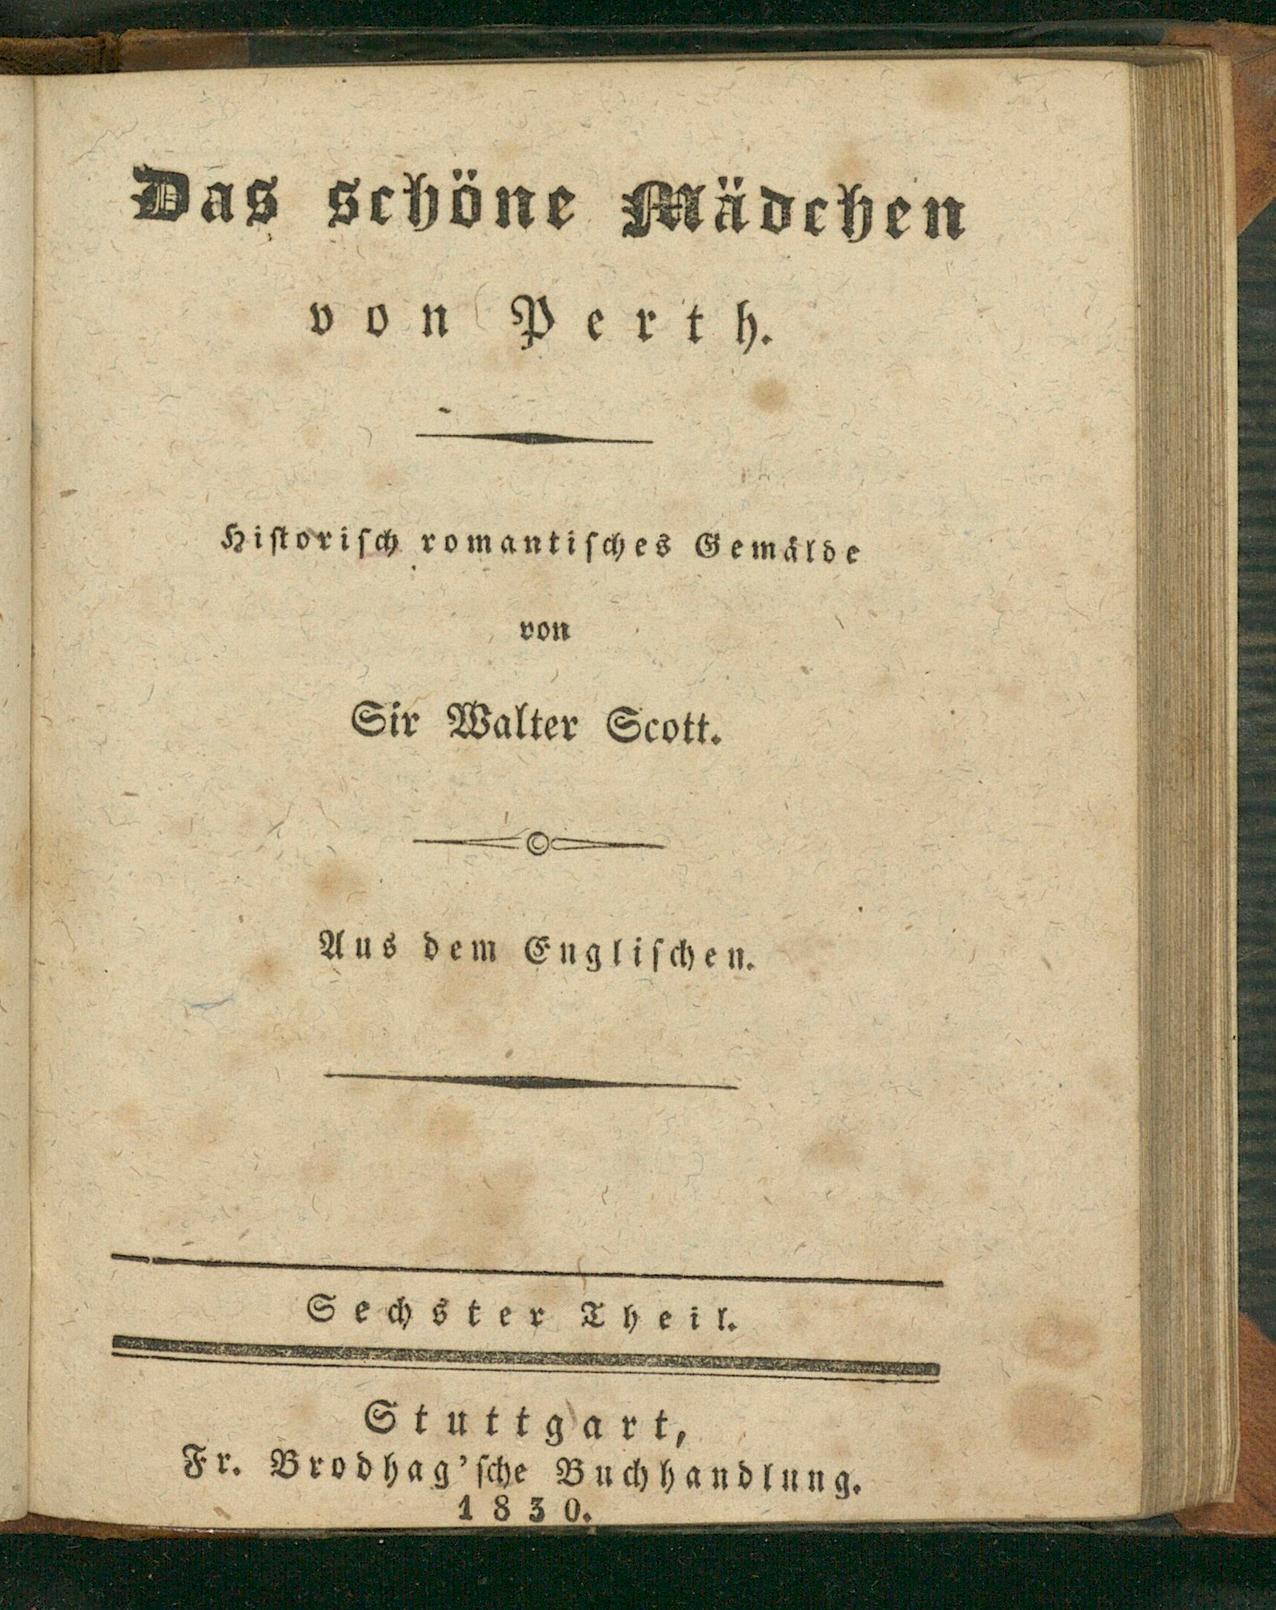 Das schöne Mädchen
von Perth.
Hiſtoriſch romantiſches Gemälde
von
Sir Walter Scott.
Aus dem Engliſchen.
Sechster Theil.
Stuttgart,
Fr. Brodhag'ſche Buchhandlung.
1830.